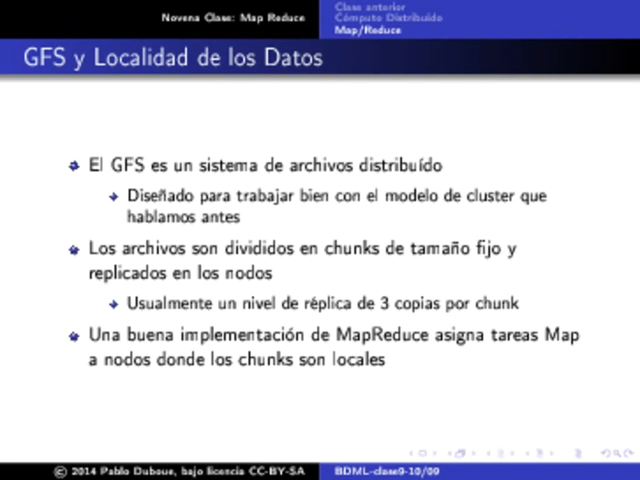 Novena Clase: Map Reduce
Clase anterior
Cómputo Distribuído
Map/Reduce
GFS y Localidad de los Datos
El GFS es un sistema de archivos distribuído
Diseñado para trabajar bien con el modelo de cluster que
hablamos antes
Los archivos son divididos en chunks de tamaño fijo y
replicados en los nodos
Usualmente un nivel de réplica de 3 copias por chunk
Una buena implementación de MapReduce asigna tareas Map
a nodos donde los chunks son locales
© 2014 Pablo Duboue, bajo licencia CC-BY-SA
BDML-clase9-10/09